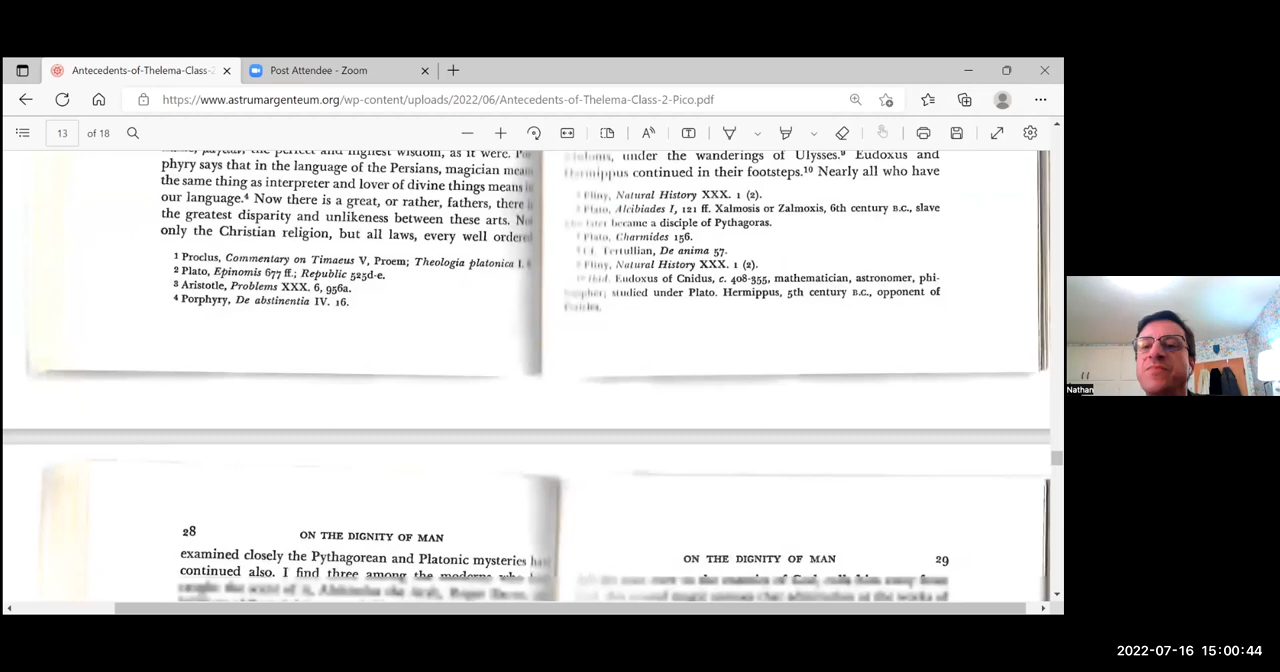 Antecedents-of-Thelema-Class-2
Post Attendee - Zoom
https://www.astrumargenteum.org/wp-content/uploads/2022/06/Antecedents-of-Thelema-Class-2-Pico.pdf
13 of 18
the perfect and highest wisdom, as it were.
phyry says that in the language of the Persians, magician
the same thing as interpreter and lover of divine things means
our language.4 Now there is a great, or rather, fathers, there
the greatest disparity and unlikeness between these arts.
only the Christian religion, but all laws, every well ordered
1 Proclus, Commentary on Timaeus V, Proem; Theologia platonica I.
2 Plato, Epinomis 677 ff.; Republic 525d-e.
3 Aristotle, Problems XXX. 6, 956a.
4 Porphyry, De abstinentia IV. 16.
under the wanderings of Ulysses.9 Eudoxus and
Hermippus continued in their footsteps.10 Nearly all who have
Pliny, Natural History XXX. 1 (2).
Plato, Alcibiades I, 121 ff. Xalmosis or Zalmoxis, 6th century B.C., slave
later became a disciple of Pythagoras.
Plato, Charmides 156.
Tertullian, De anima 57.
Pliny, Natural History XXX. 1 (2).
Ibid. Eudoxus of Cnidus, c. 408-355, mathematician, astronomer, phi-
studied under Plato. Hermippus, 5th century B.C., opponent of
28
ON THE DIGNITY OF MAN
examined closely the Pythagorean and Platonic mysteries
continued also. I find three among the moderns who
ON THE DIGNITY OF MAN
29
Nathan
2022-07-16 15:00:44